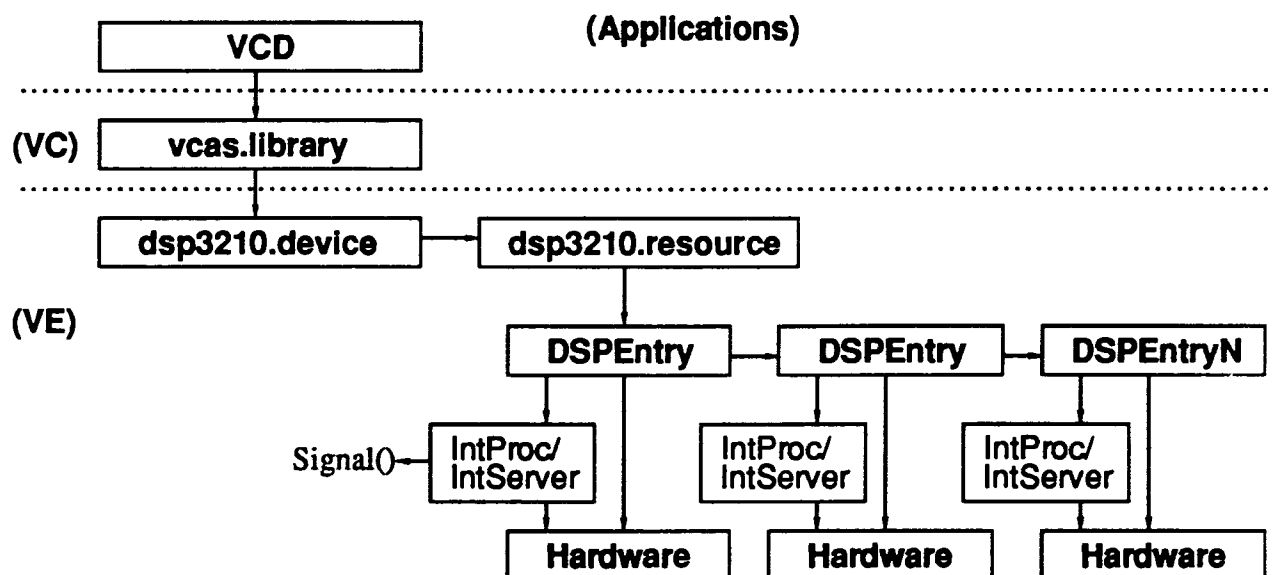 (Applications)
VCD
(VC)
vcas.library
dsp3210.device
dsp3210.resource
(VE)
DSPEntry
DSPEntry
DSPEntryN
Signal()
IntProc/
IntServer
IntProc/
IntServer
IntProc/
IntServer
Hardware
Hardware
Hardware